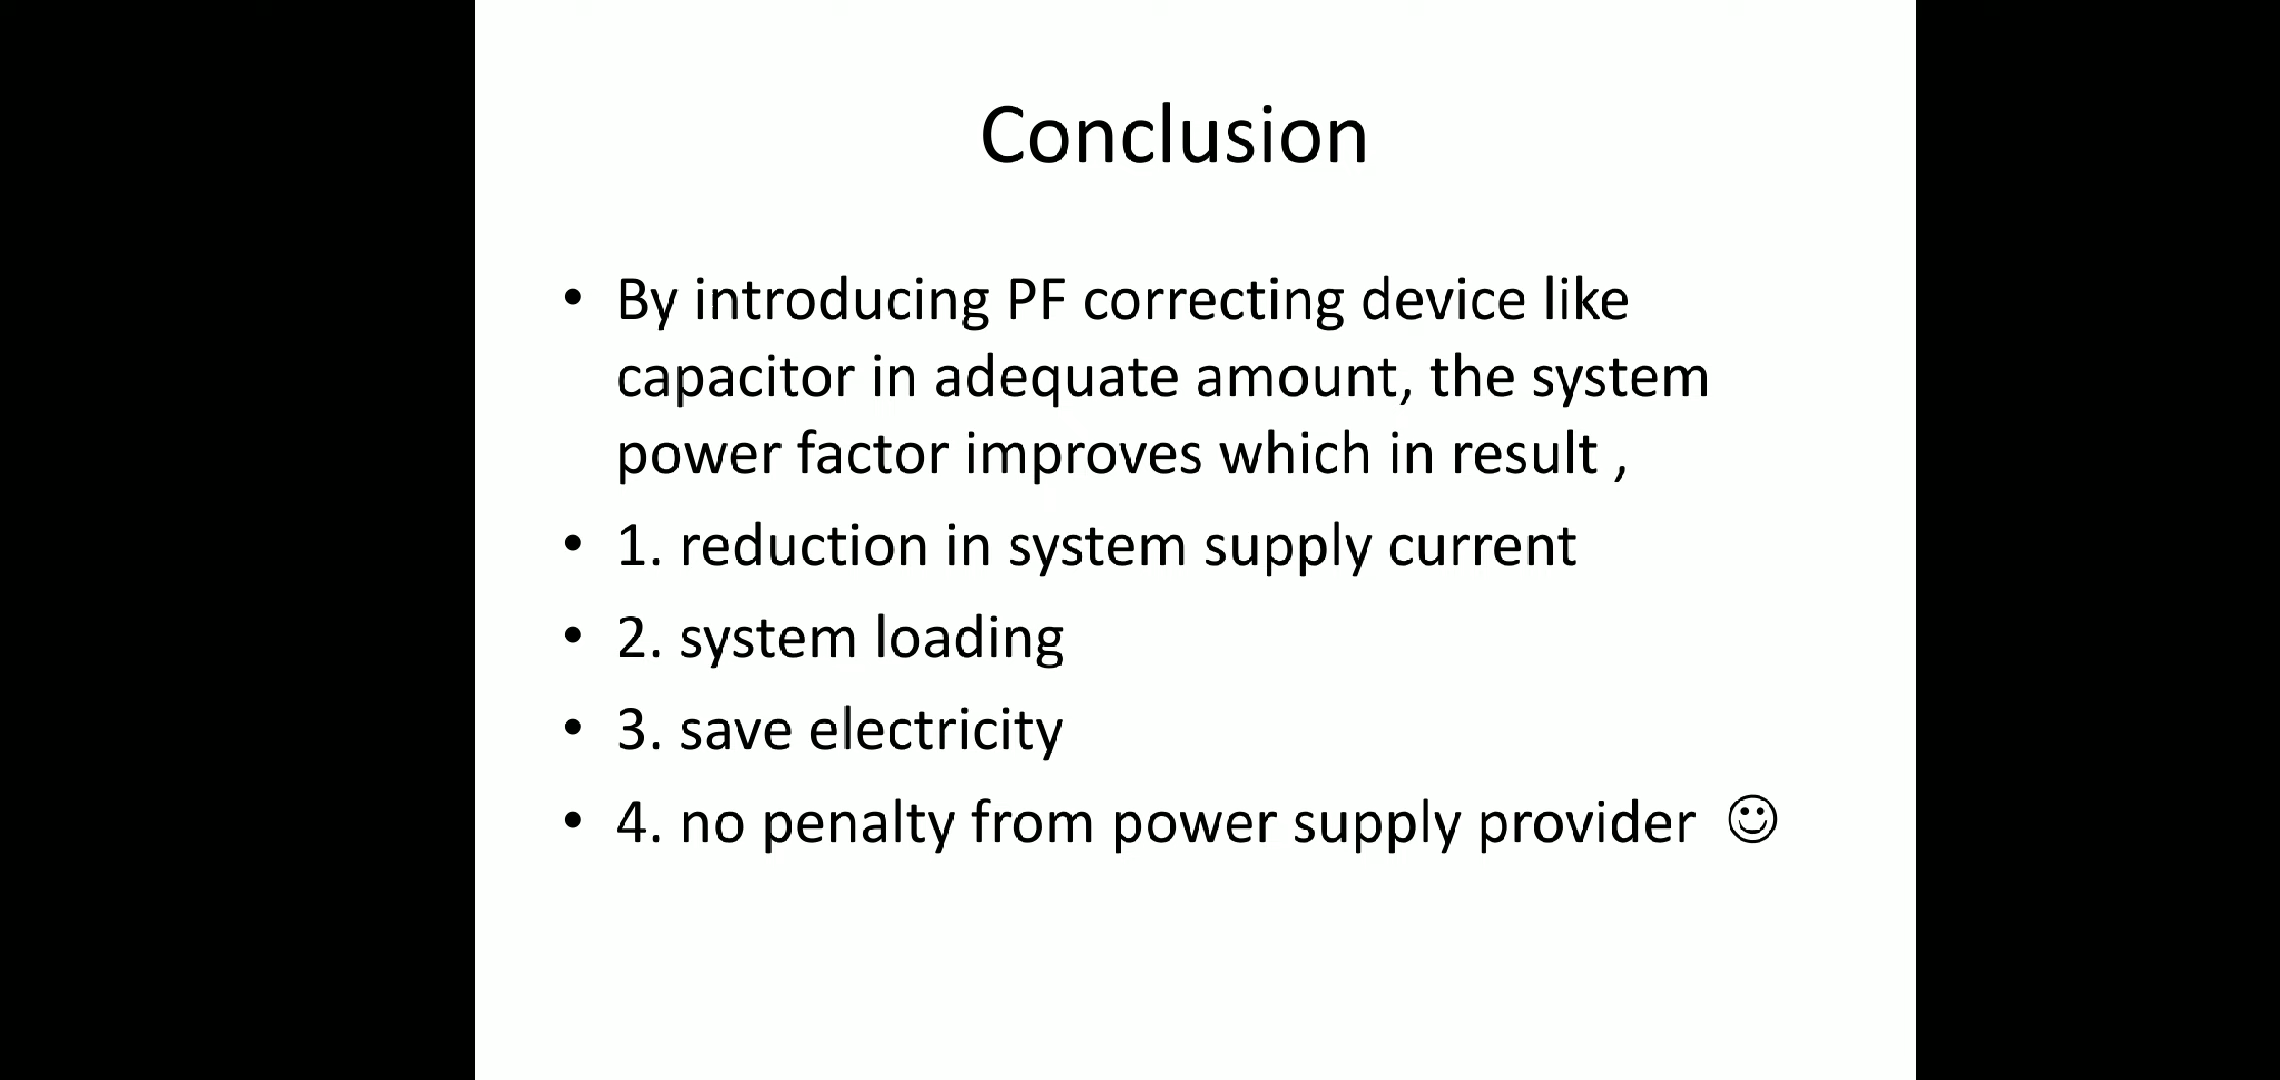 Conclusion
• By introducing PF correcting device like
capacitor in adequate amount, the system
power factor improves which in result ,
• 1. reduction in system supply current
• 2. system loading
• 3. save electricity
• 4. no penalty from power supply provider ☺